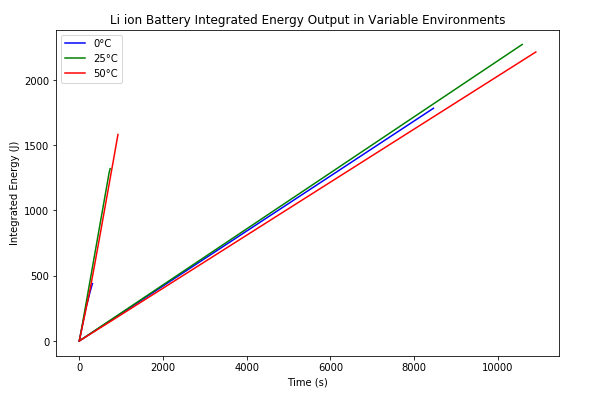 Li ion Battery Integrated Energy Output in Variable Environments
0°C
25°C
50°C
2000
1500
1000
500
0
Integrated Energy (J)
0
2000
4000
6000
8000
10000
Time (s)